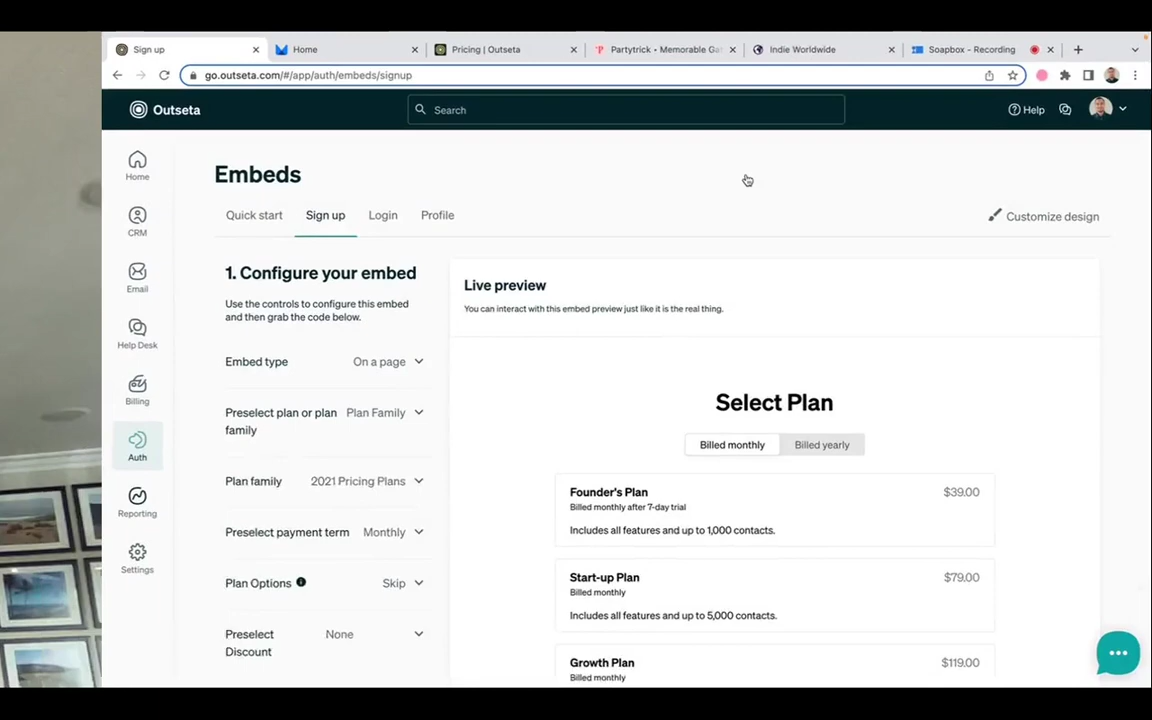 Sign up
Home
Pricing | Outseta
Partytrick • Memorable Ga
Indie Worldwide
Soapbox - Recording
go.outseta.com/#/app/auth/embeds/signup
Outseta
Search
Help
Home
CRM
Email
Help Desk
Billing
Auth
Reporting
Settings
Embeds
Quick start
Sign up
Login
Profile
Customize design
1. Configure your embed
Use the controls to configure this embed
and then grab the code below.
Embed type On a page
Preselect plan or plan
family
Plan Family
Plan family 2021 Pricing Plans
Preselect payment term Monthly
Plan Options Skip
Preselect
Discount
None
Live preview
You can interact with this embed preview just like it is the real thing.
Select Plan
Billed monthly Billed yearly
Founder's Plan $39.00
Billed monthly after 7-day trial
Includes all features and up to 1,000 contacts.
Start-up Plan $79.00
Billed monthly
Includes all features and up to 5,000 contacts.
Growth Plan $119.00
Billed monthly